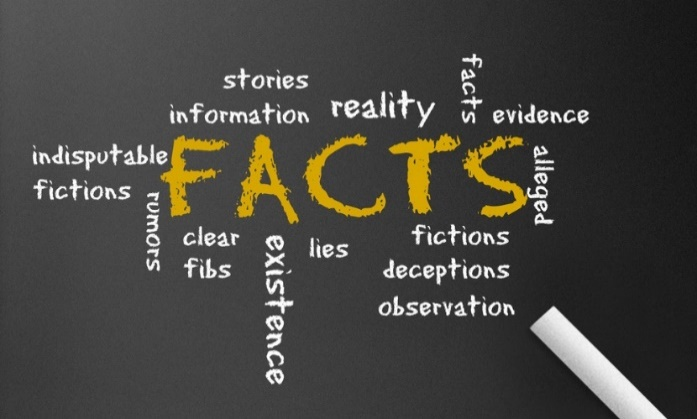 stories
information
reality
facts
evidence
indisputable
fictions
FACTS
alleged
rumors
clear
fibs
existence
lies
fictions
deceptions
observation